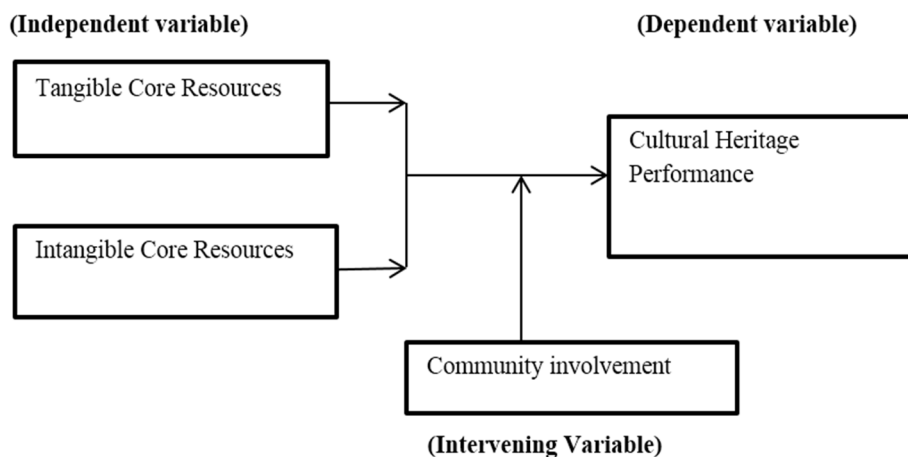 (Independent variable)
(Dependent variable)
Tangible Core Resources
Cultural Heritage
Performance
Intangible Core Resources
Community involvement
(Intervening Variable)